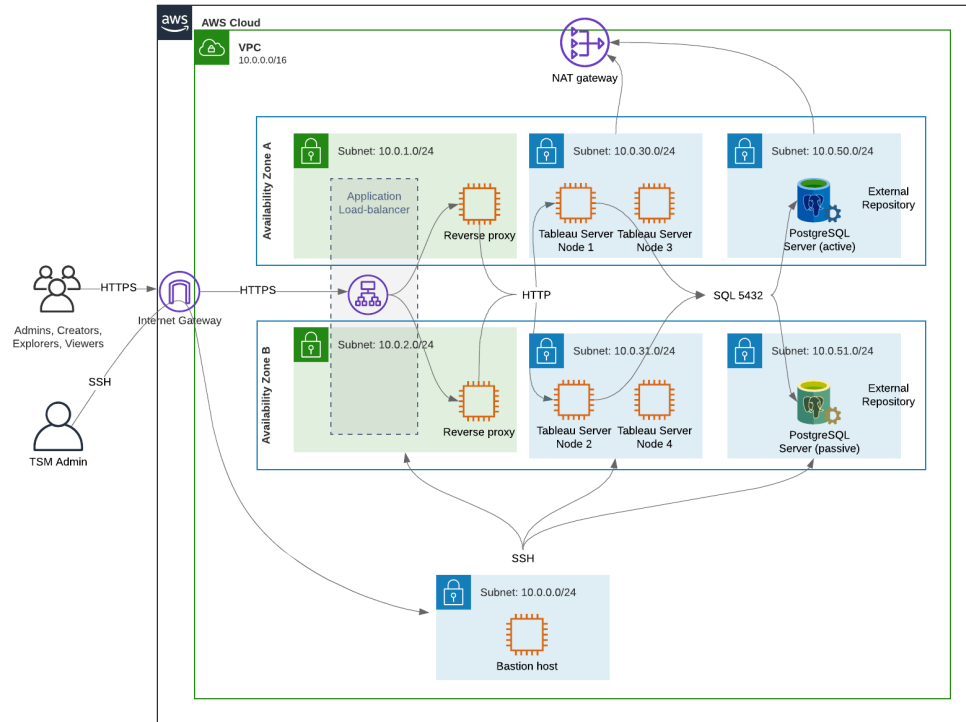 aws
AWS Cloud
VPC
10.0.0.0/16
NAT gateway
Availability Zone A
Subnet: 10.0.1.0/24
Subnet: 10.0.30.0/24
Subnet: 10.0.50.0/24
Application
Load-balancer
Reverse proxy
Tableau Server
Node 1
Tableau Server
Node 3
PostgreSQL
Server (active)
External
Repository
HTTPS
HTTPS
HTTP
SQL 5432
Internet Gateway
Admins, Creators,
Explorers, Viewers
SSH
TSM Admin
Availability Zone B
Subnet: 10.0.2.0/24
Subnet: 10.0.31.0/24
Subnet: 10.0.51.0/24
Reverse proxy
Tableau Server
Node 2
Tableau Server
Node 4
PostgreSQL
Server (passive)
External
Repository
SSH
Subnet: 10.0.0.0/24
Bastion host